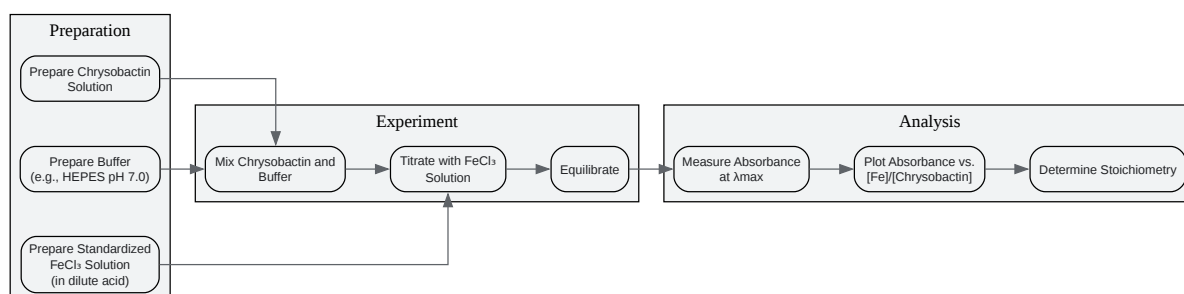 Preparation
Prepare Chrysobactin
Solution
Prepare Buffer
(e.g., HEPES pH 7.0)
Prepare Standardized
FeCl₃ Solution
(in dilute acid)
Experiment
Mix Chrysobactin and
Buffer
Titrate with FeCl₃
Solution
Equilibrate
Analysis
Measure Absorbance
at λmax
Plot Absorbance vs.
[Fe]/[Chrysobactin]
Determine Stoichiometry